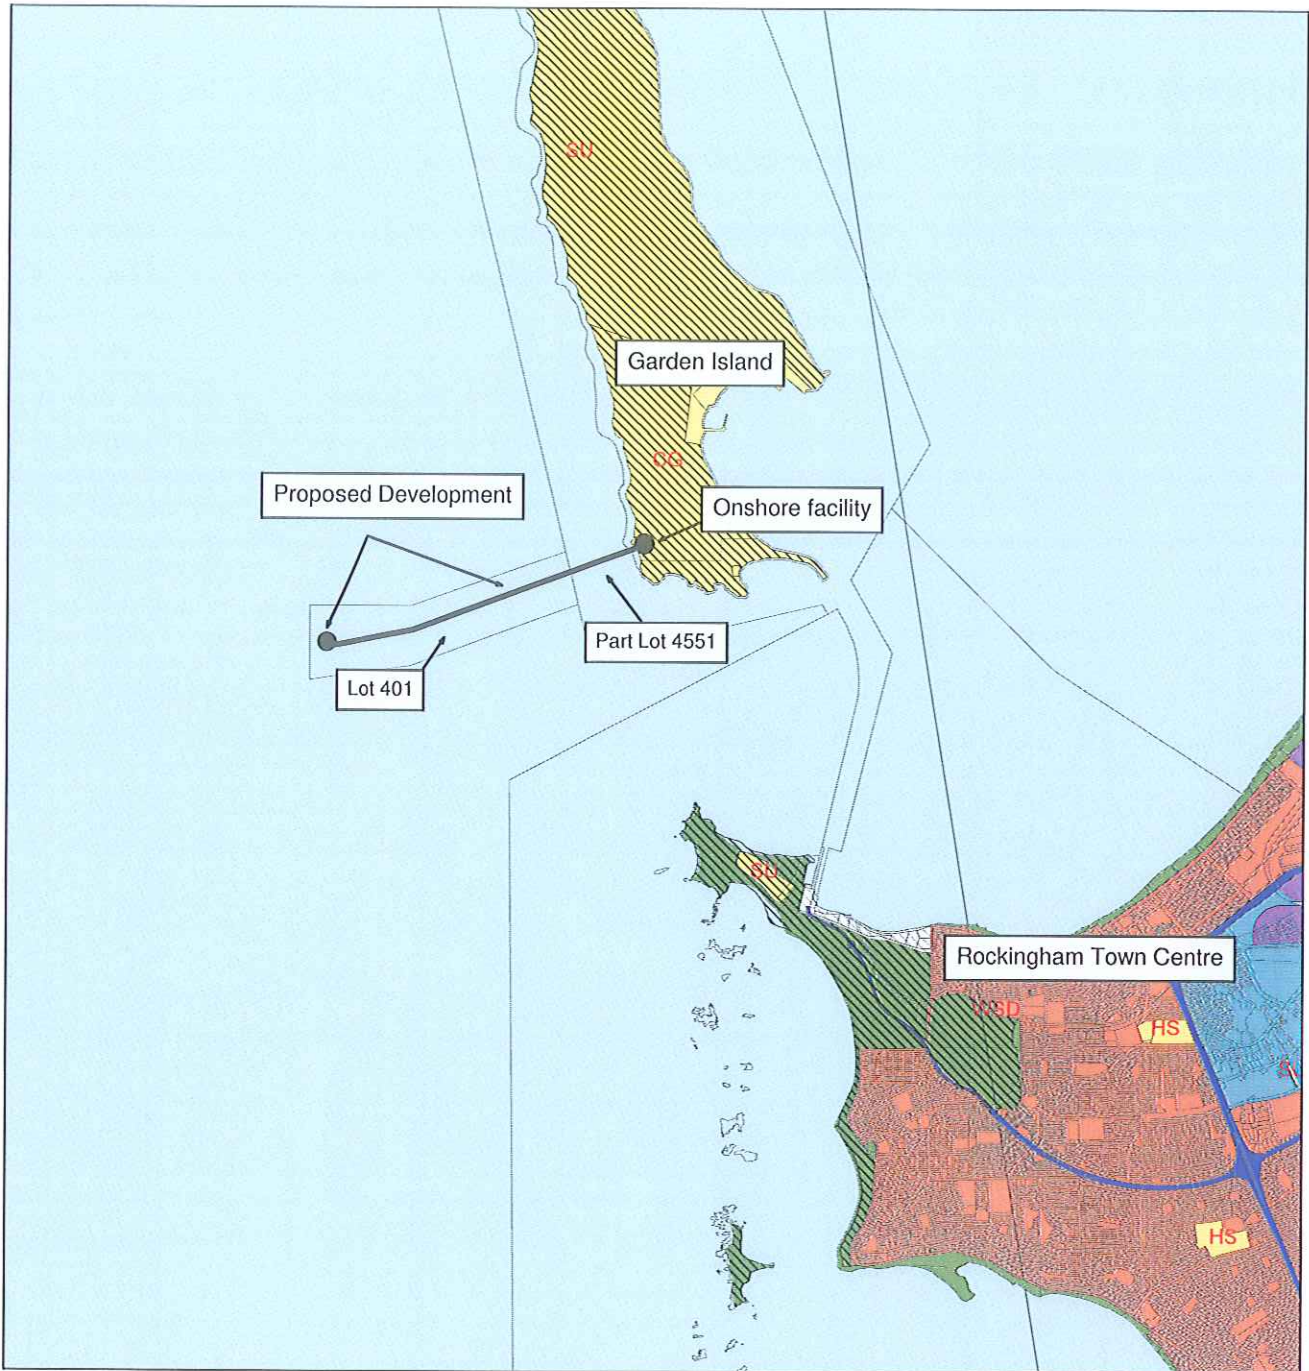 SU
Garden Island
CG
Proposed Development
Onshore facility
Part Lot 4551
Lot 401
SU
Rockingham Town Centre
WSD
HS
HS